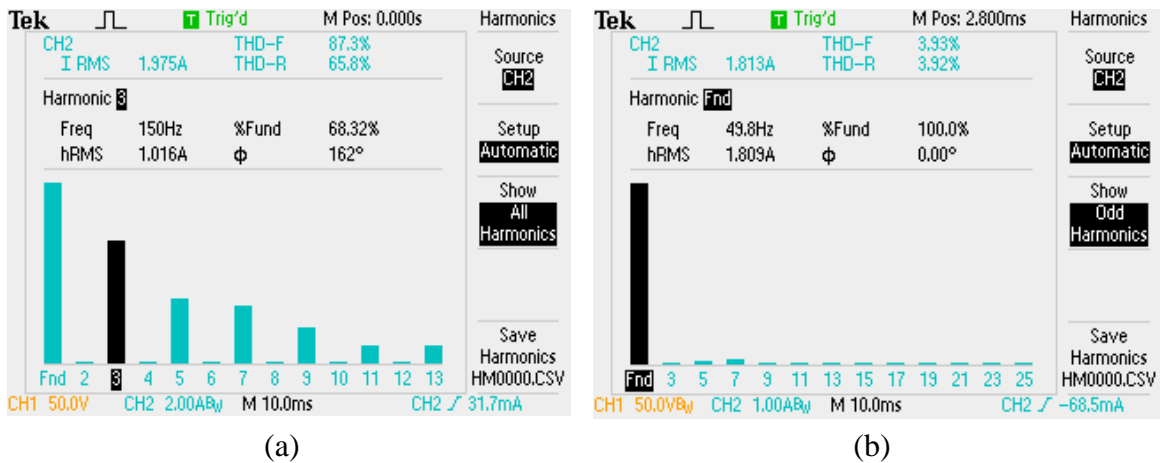 Tek T Trig'd M Pos: 0.000s Harmonics
CH2 THD-F 87.3%
I RMS 1.975A THD-R 65.8%
Source
CH2
Harmonic 3
Freq 150Hz %Fund 68.32%
hRMS 1.016A ϕ 162°
Setup
Automatic
Show
All
Harmonics
Save
Harmonics
HM0000.CSV
Fnd 2 3 4 5 6 7 8 9 10 11 12 13
CH1 50.0V CH2 2.00ABW M 10.0ms CH2 31.7mA
(a)
Tek T Trig'd M Pos: 2.800ms Harmonics
CH2 THD-F 3.93%
I RMS 1.813A THD-R 3.92%
Source
CH2
Harmonic Fnd
Freq 49.8Hz %Fund 100.0%
hRMS 1.809A ϕ 0.00°
Setup
Automatic
Show
Odd
Harmonics
Save
Harmonics
HM0000.CSV
Fnd 3 5 7 9 11 13 15 17 19 21 23 25
CH1 50.0VBW CH2 1.00ABW M 10.0ms CH2 -68.5mA
(b)